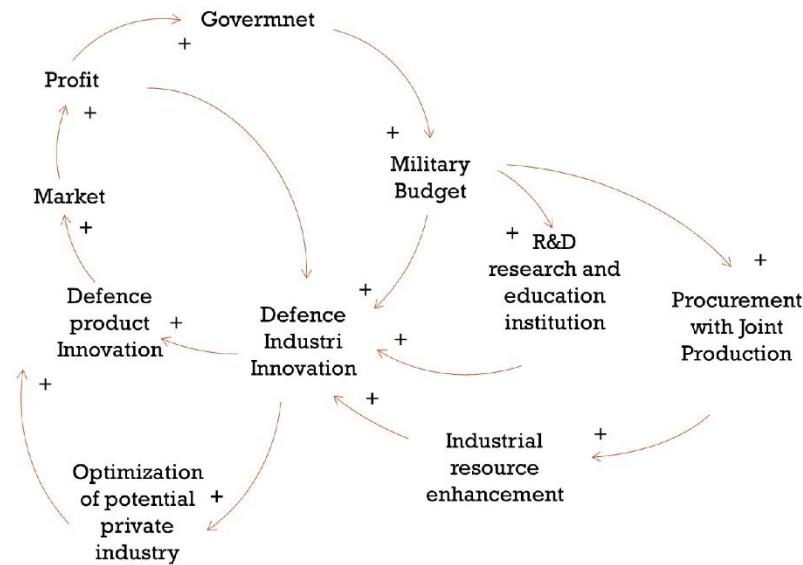 Govermnet
+
Profit
+
+
Military
Budget
Market
+
+
R&D
research and
education
institution
+
Procurement
with Joint
Production
Defence
product
Innovation
+
+
Defence
Industri
Innovation
+
+
+
Industrial
resource
enhancement
+
Optimization
of potential
private
industry
+